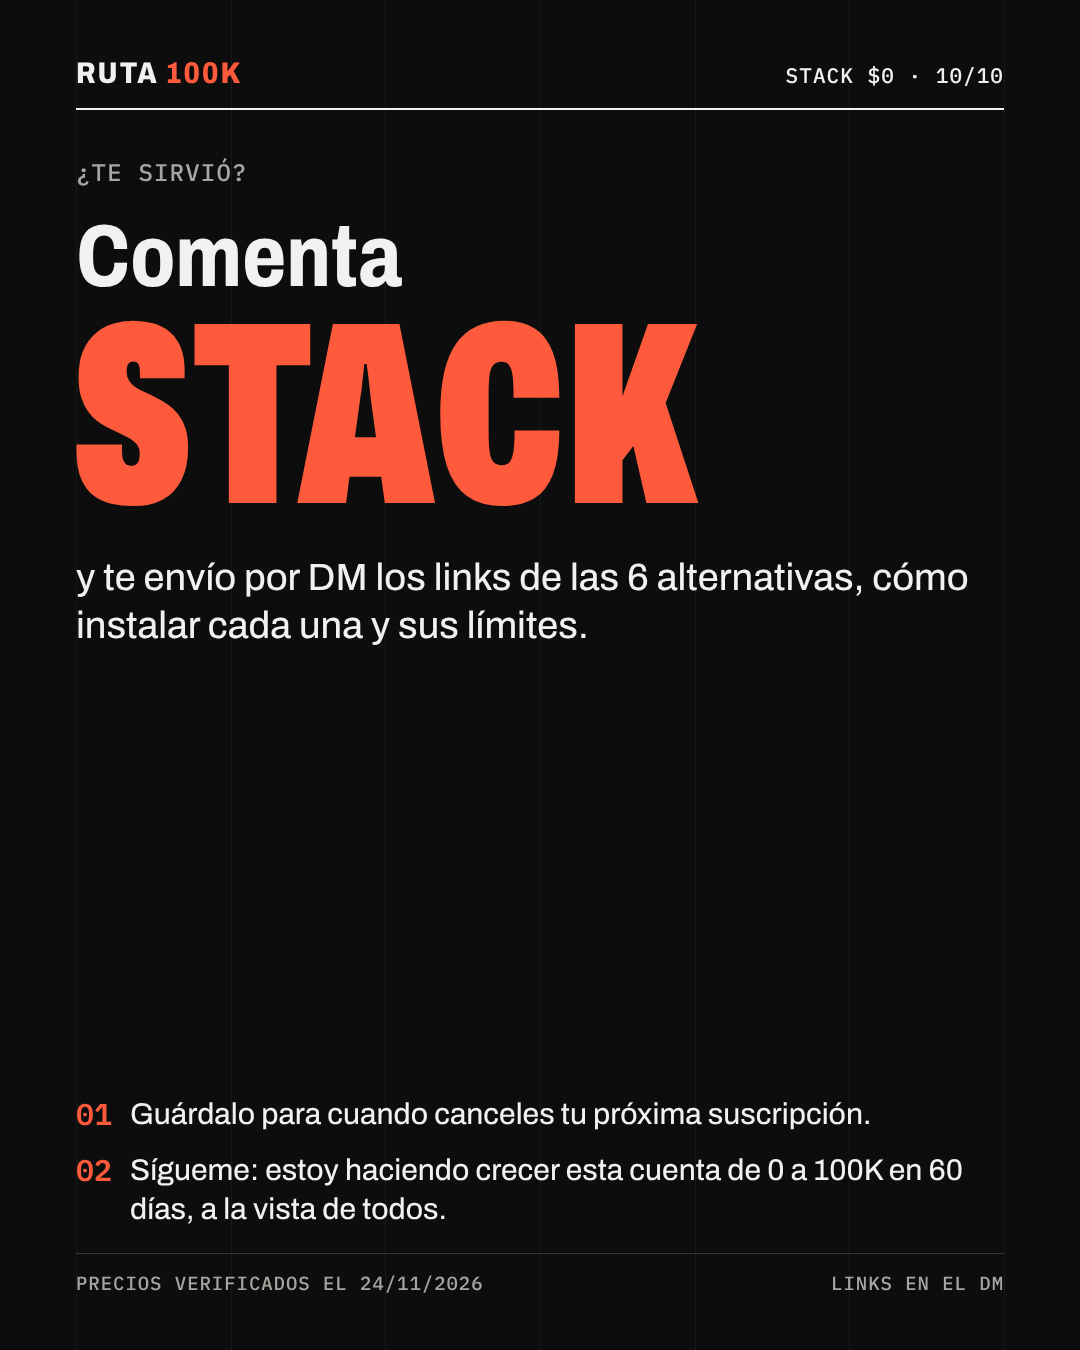 RUTA 100K
STACK $0 · 10/10
¿TE SIRVIÓ?
Comenta
STACK
y te envío por DM los links de las 6 alternativas, cómo
instalar cada una y sus límites.
01 Guárdalo para cuando canceles tu próxima suscripción.
02 Sígueme: estoy haciendo crecer esta cuenta de 0 a 100K en 60
días, a la vista de todos.
PRECIOS VERIFICADOS EL 24/11/2026
LINKS EN EL DM